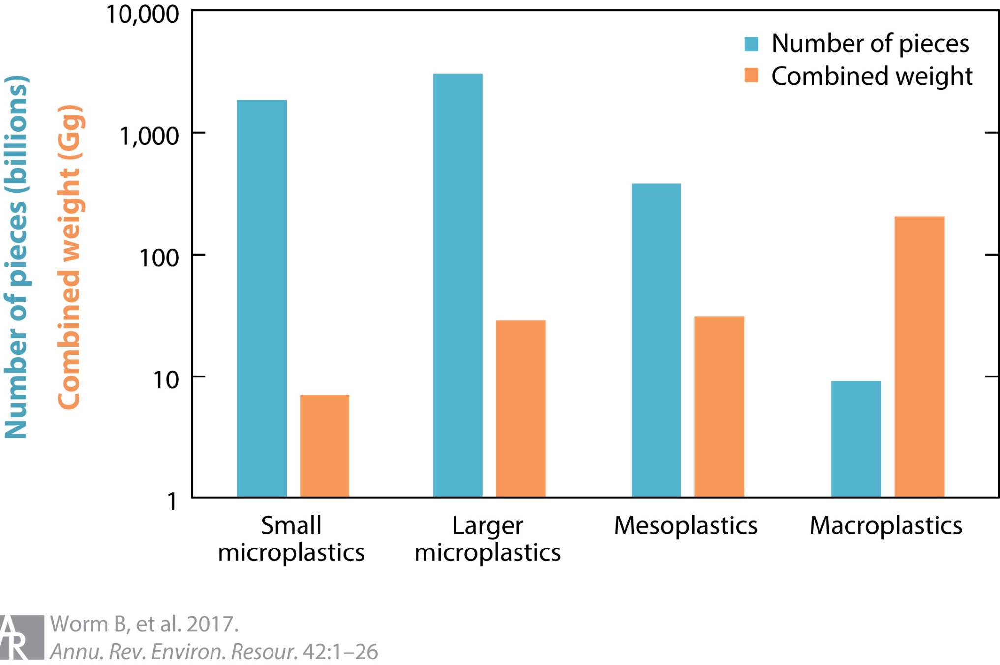 10,000
1,000
100
10
1
Number of pieces (billions)
Combined weight (Gg)
Number of pieces
Combined weight
Small
microplastics
Larger
microplastics
Mesoplastics
Macroplastics
AR
Worm B, et al. 2017.
Annu. Rev. Environ. Resour. 42:1–26